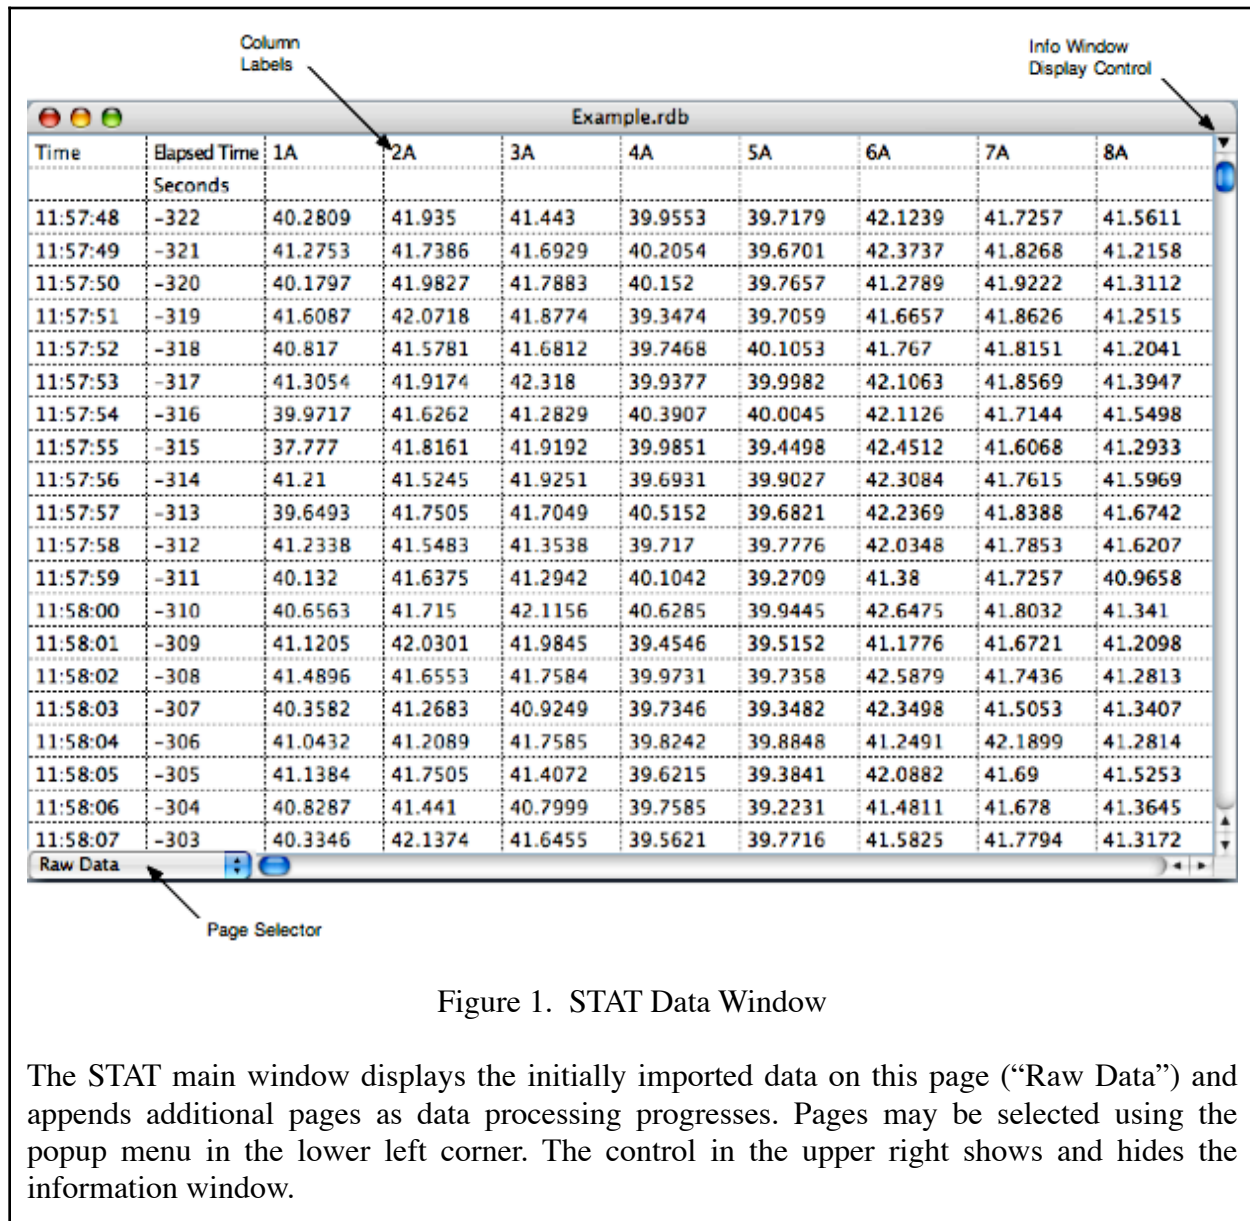 Column
Labels
Info Window
Display Control
Example.rdb
Time Elapsed Time 1A 2A 3A 4A 5A 6A 7A 8A
Seconds
11:57:48 -322 40.2809 41.935 41.443 39.9553 39.7179 42.1239 41.7257 41.5611
11:57:49 -321 41.2753 41.7386 41.6929 40.2054 39.6701 42.3737 41.8268 41.2158
11:57:50 -320 40.1797 41.9827 41.7883 40.152 39.7657 41.2789 41.9222 41.3112
11:57:51 -319 41.6087 42.0718 41.8774 39.3474 39.7059 41.6657 41.8626 41.2515
11:57:52 -318 40.817 41.5781 41.6812 39.7468 40.1053 41.767 41.8151 41.2041
11:57:53 -317 41.3054 41.9174 42.318 39.9377 39.9982 42.1063 41.8569 41.3947
11:57:54 -316 39.9717 41.6262 41.2829 40.3907 40.0045 42.1126 41.7144 41.5498
11:57:55 -315 37.777 41.8161 41.9192 39.9851 39.4498 42.4512 41.6068 41.2933
11:57:56 -314 41.21 41.5245 41.9251 39.6931 39.9027 42.3084 41.7615 41.5969
11:57:57 -313 39.6493 41.7505 41.7049 40.5152 39.6821 42.2369 41.8388 41.6742
11:57:58 -312 41.2338 41.5483 41.3538 39.717 39.7776 42.0348 41.7853 41.6207
11:57:59 -311 40.132 41.6375 41.2942 40.1042 39.2709 41.38 41.7257 40.9658
11:58:00 -310 40.6563 41.715 42.1156 40.6285 39.9445 42.6475 41.8032 41.341
11:58:01 -309 41.1205 42.0301 41.9845 39.4546 39.5152 41.1776 41.6721 41.2098
11:58:02 -308 41.4896 41.6553 41.7584 39.9731 39.7358 42.5879 41.7436 41.2813
11:58:03 -307 40.3582 41.2683 40.9249 39.7346 39.3482 42.3498 41.5053 41.3407
11:58:04 -306 41.0432 41.2089 41.7585 39.8242 39.8848 41.2491 42.1899 41.2814
11:58:05 -305 41.1384 41.7505 41.4072 39.6215 39.3841 42.0882 41.69 41.5253
11:58:06 -304 40.8287 41.441 40.7999 39.7585 39.2231 41.4811 41.678 41.3645
11:58:07 -303 40.3346 42.1374 41.6455 39.5621 39.7716 41.5825 41.7794 41.3172
Raw Data
Page Selector
Figure 1. STAT Data Window
The STAT main window displays the initially imported data on this page (“Raw Data”) and
appends additional pages as data processing progresses. Pages may be selected using the
popup menu in the lower left corner. The control in the upper right shows and hides the
information window.